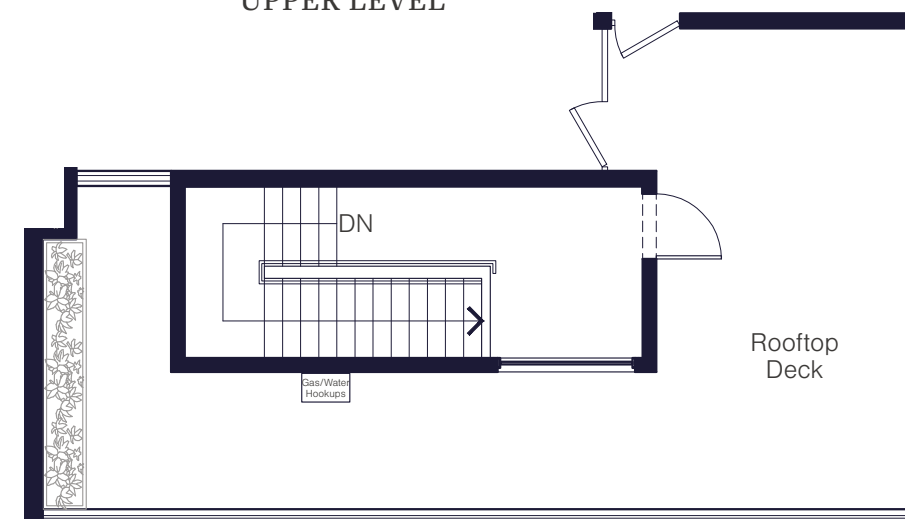 UPPER LEVEL
DN
Rooftop
Deck
Gas/Water
Hookups